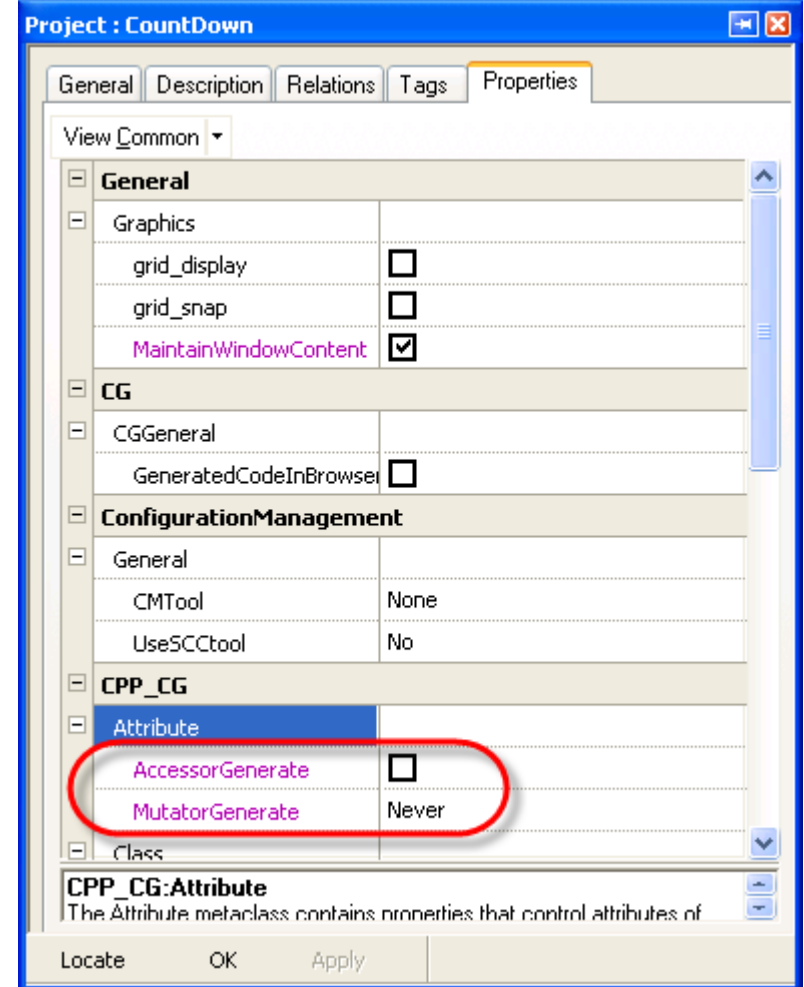 Project : CountDown
General Description Relations Tags Properties
View Common
General
Graphics
grid_display
grid_snap
MaintainWindowContent
CG
CGGeneral
GeneratedCodeInBrowser
ConfigurationManagement
General
CMTool None
UseSCCtool No
CPP_CG
Attribute
AccessorGenerate
MutatorGenerate Never
Class
CPP_CG:Attribute
The Attribute metaclass contains properties that control attributes of
Locate OK Apply